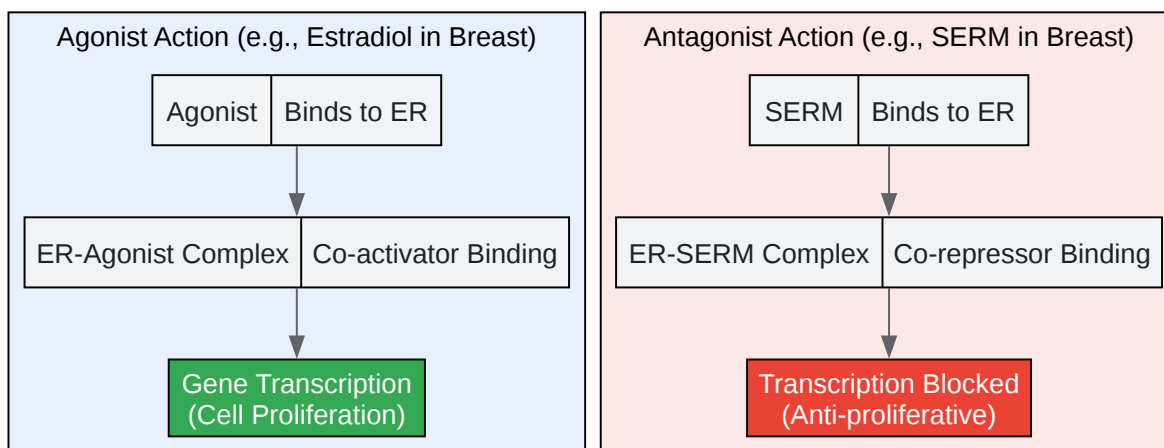 Agonist Action (e.g., Estradiol in Breast)
Agonist
Binds to ER
ER-Agonist Complex
Co-activator Binding
Gene Transcription
(Cell Proliferation)
Antagonist Action (e.g., SERM in Breast)
SERM
Binds to ER
ER-SERM Complex
Co-repressor Binding
Transcription Blocked
(Anti-proliferative)